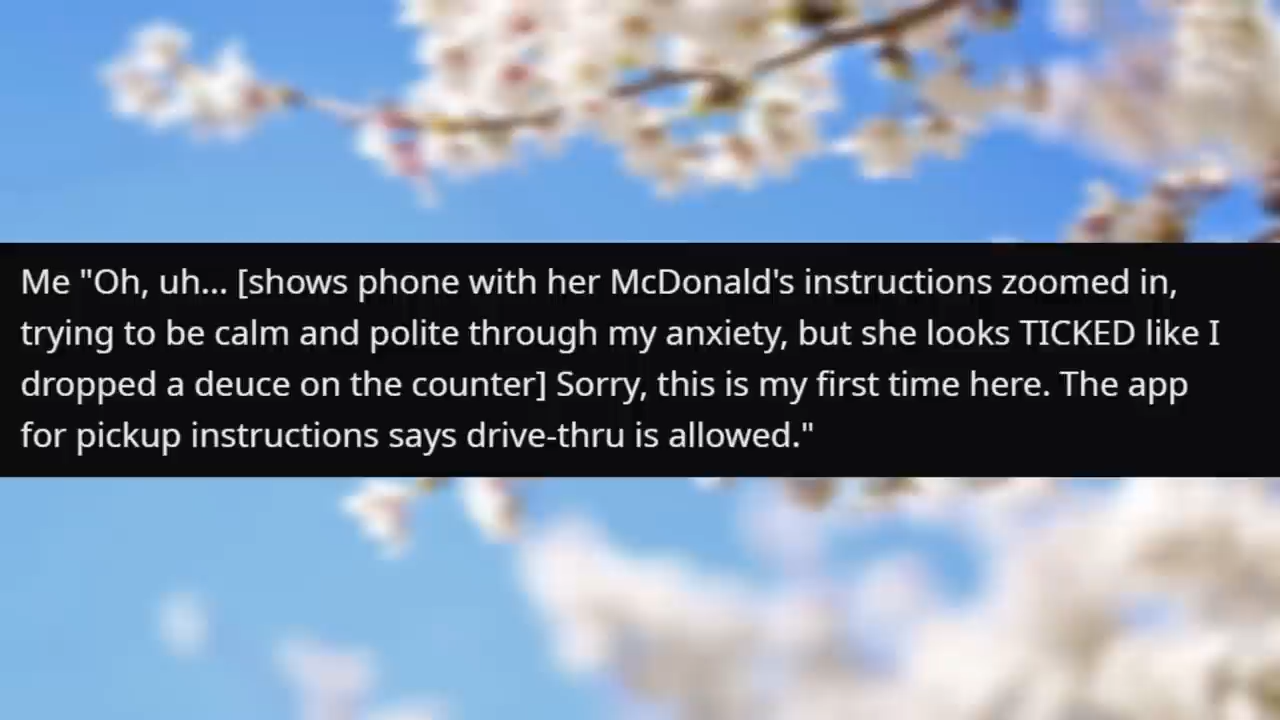 Me "Oh, uh... [shows phone with her McDonald's instructions zoomed in,
trying to be calm and polite through my anxiety, but she looks TICKED like I
dropped a deuce on the counter] Sorry, this is my first time here. The app
for pickup instructions says drive-thru is allowed."